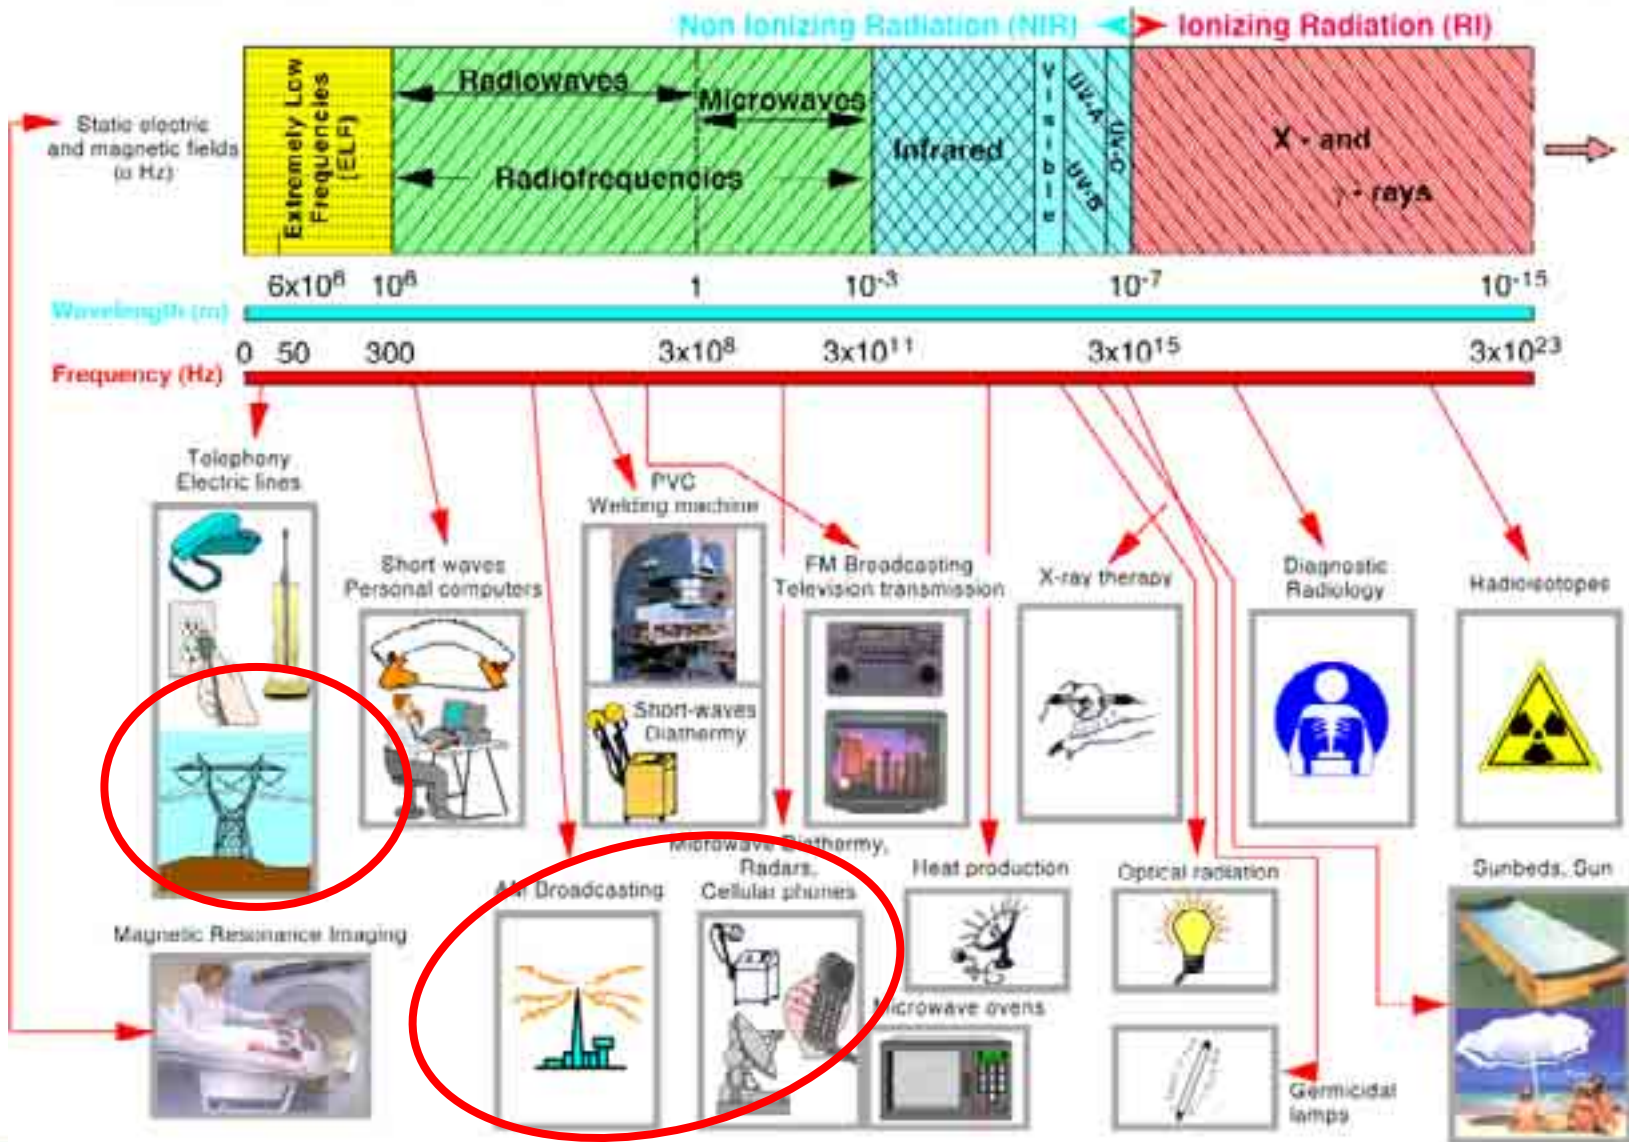 Non Ionizing Radiation (NIR)
Ionizing Radiation (RI)
Static electric
and magnetic fields
(o Hz)
Extremely Low
Frequencies
(ELF)
Radiowaves
Microwaves
Radiofrequencies
Infrared
Visible
UV-A
UV-B
UV-C
X - and
γ - rays
6x10⁶ 10⁶ 1 10⁻³ 10⁻⁷ 10⁻¹⁵
Wavelength (m)
0 50 300 3x10⁸ 3x10¹¹ 3x10¹⁵ 3x10²³
Frequency (Hz)
Telephony
Electric lines
Short waves
Personal computers
PVC
Welding machine
Short-waves
Diathermy
FM Broadcasting
Television transmission
X-ray therapy
Diagnostic
Radiology
Radioisotopes
Magnetic Resonance Imaging
AM Broadcasting
Microwave Diathermy,
Radars,
Cellular phones
Heat production
Microwave ovens
Optical radiation
Germicidal
lamps
Sunbeds, Sun